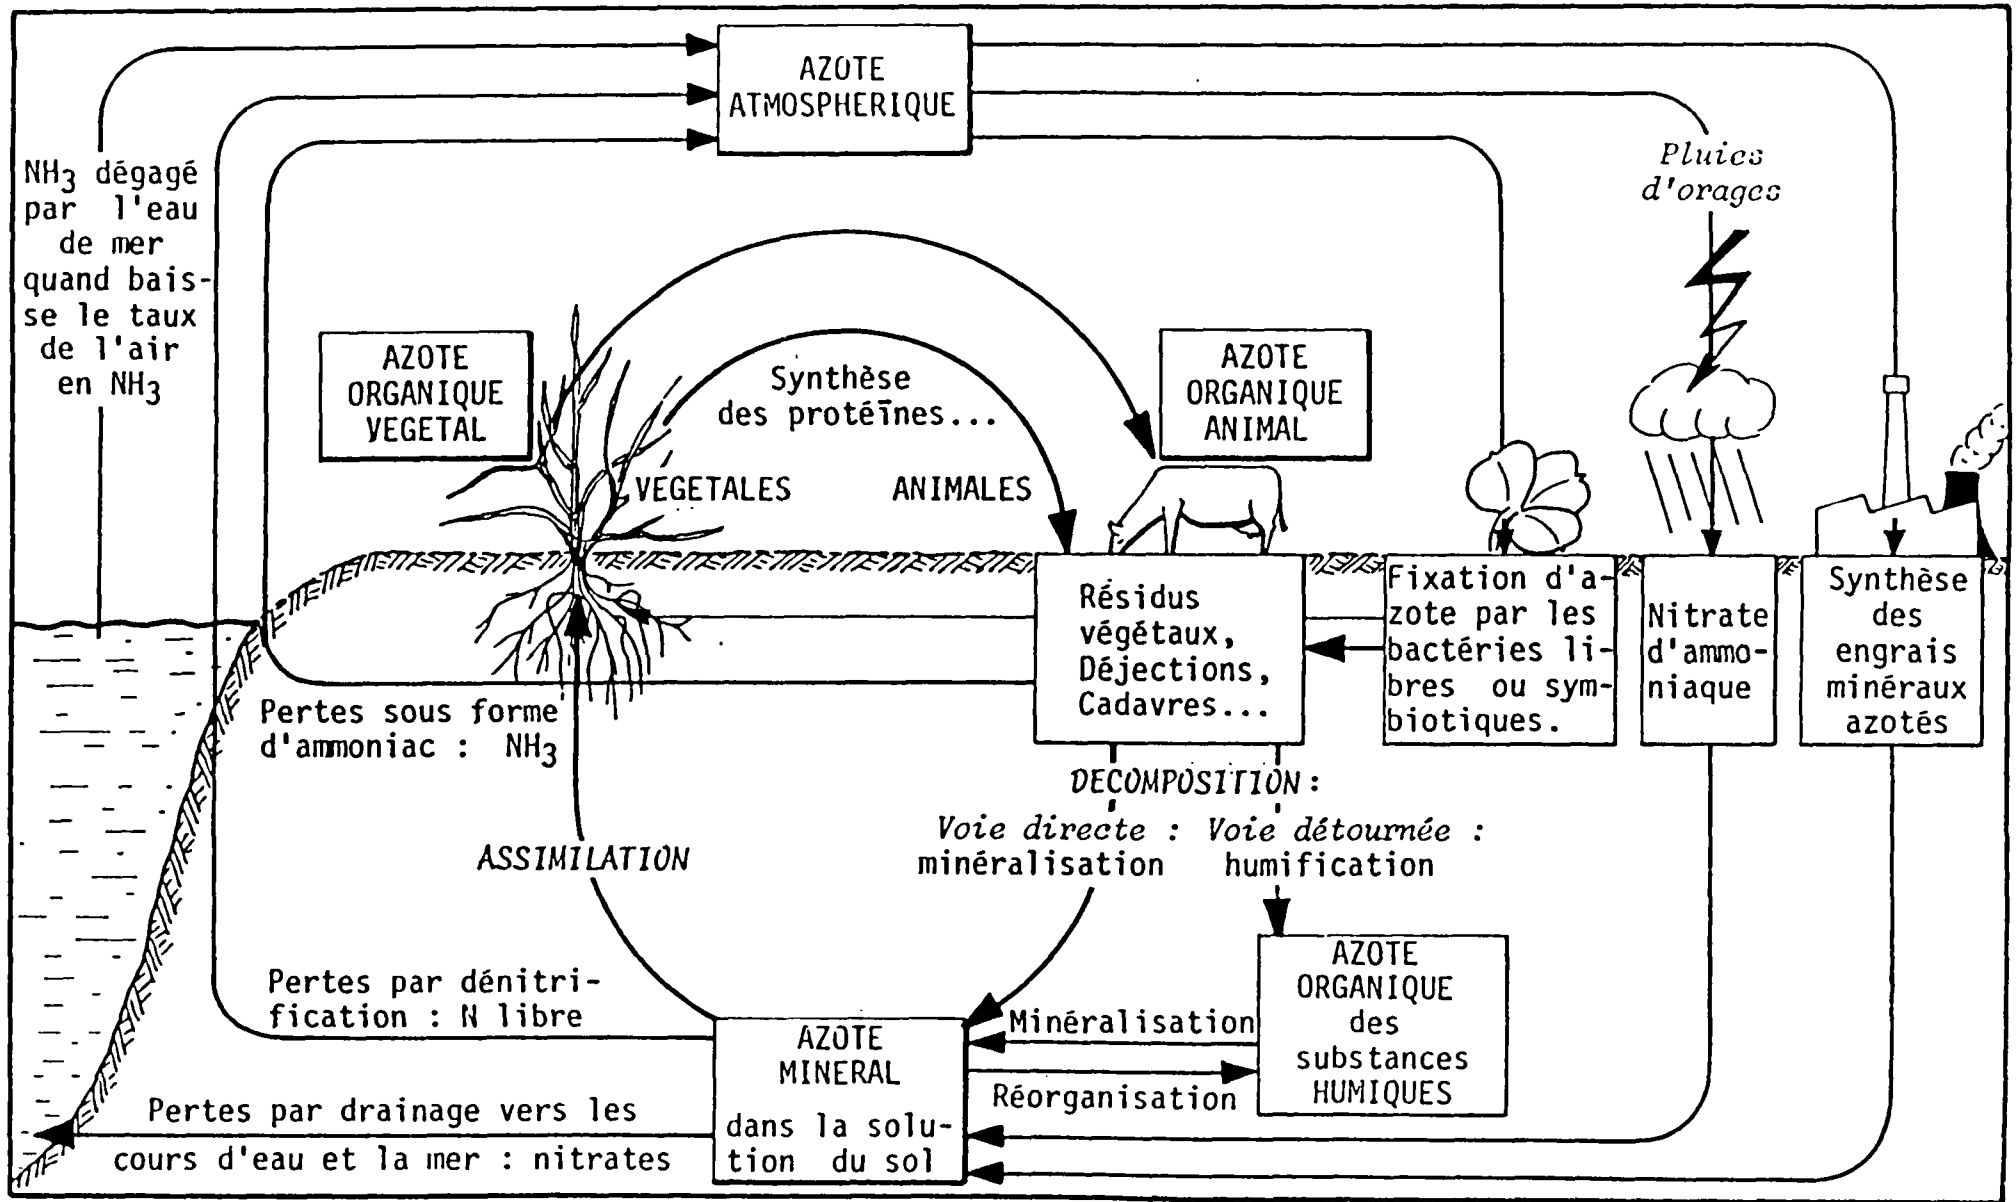 AZOTE
ATMOSPHERIQUE
NH3 dégagé
par l'eau
de mer
quand bais-
se le taux
de l'air
en NH3
Pluies
d'orages
AZOTE
ORGANIQUE
VEGETAL
Synthèse
des protéīnes...
VEGETALES ANIMALES
AZOTE
ORGANIQUE
ANIMAL
Résidus
végétaux,
Déjections,
Cadavres...
Fixation d'a-
zote par les
bactéries li-
bres ou sym-
biotiques.
Nitrate
d'ammo-
niaque
Synthèse
des
engrais
minéraux
azotés
Pertes sous forme
d'ammoniac : NH3
DECOMPOSITION :
Voie directe :
minéralisation
Voie détournée :
humification
ASSIMILATION
Pertes par dénitri-
fication : N libre
AZOTE
ORGANIQUE
des
substances
HUMIQUES
Minéralisation
Réorganisation
AZOTE
MINERAL
dans la solu-
tion du sol
Pertes par drainage vers les
cours d'eau et la mer : nitrates